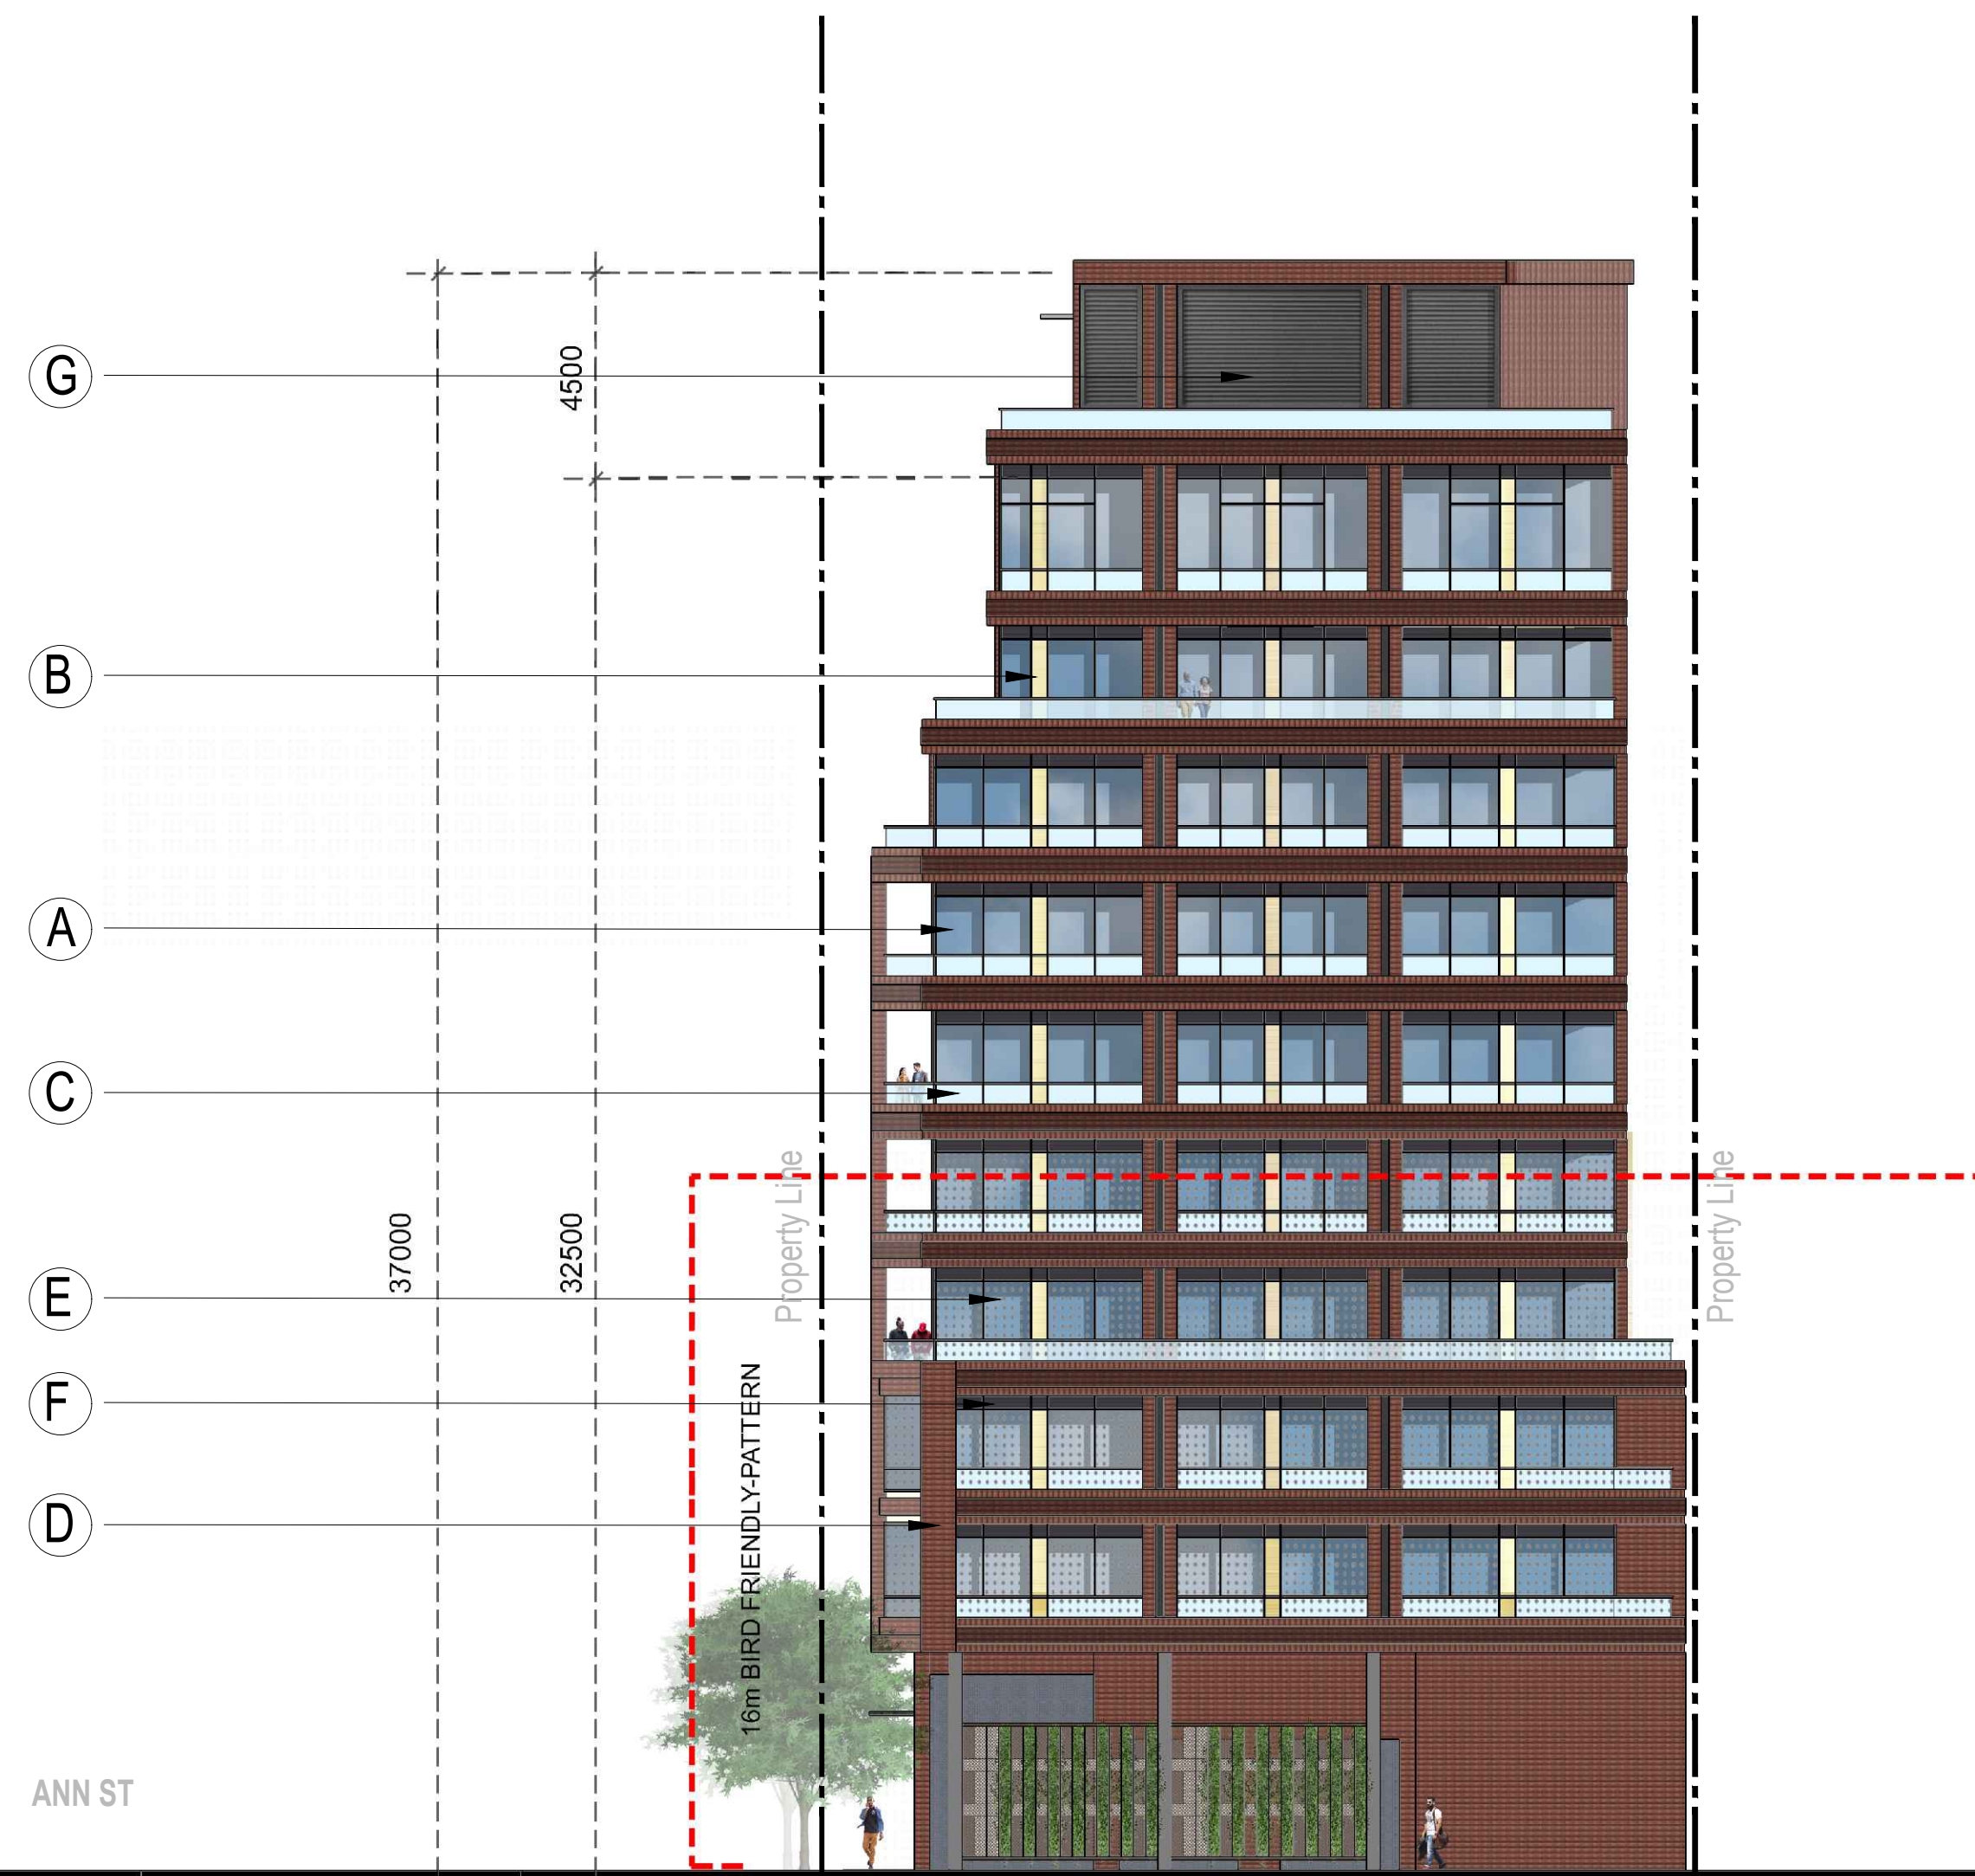 G
4500
B
A
C
Property Line
Property Line
37000
32500
E
16m BIRD FRIENDLY-PATTERN
F
D
ANN ST